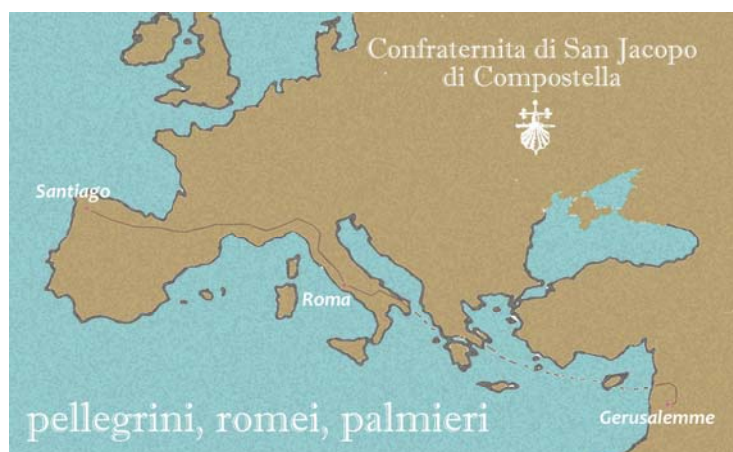 Confraternita di San Jacopo
di Compostella
Santiago
Roma
Gerusalemme
pellegrini, romei, palmieri